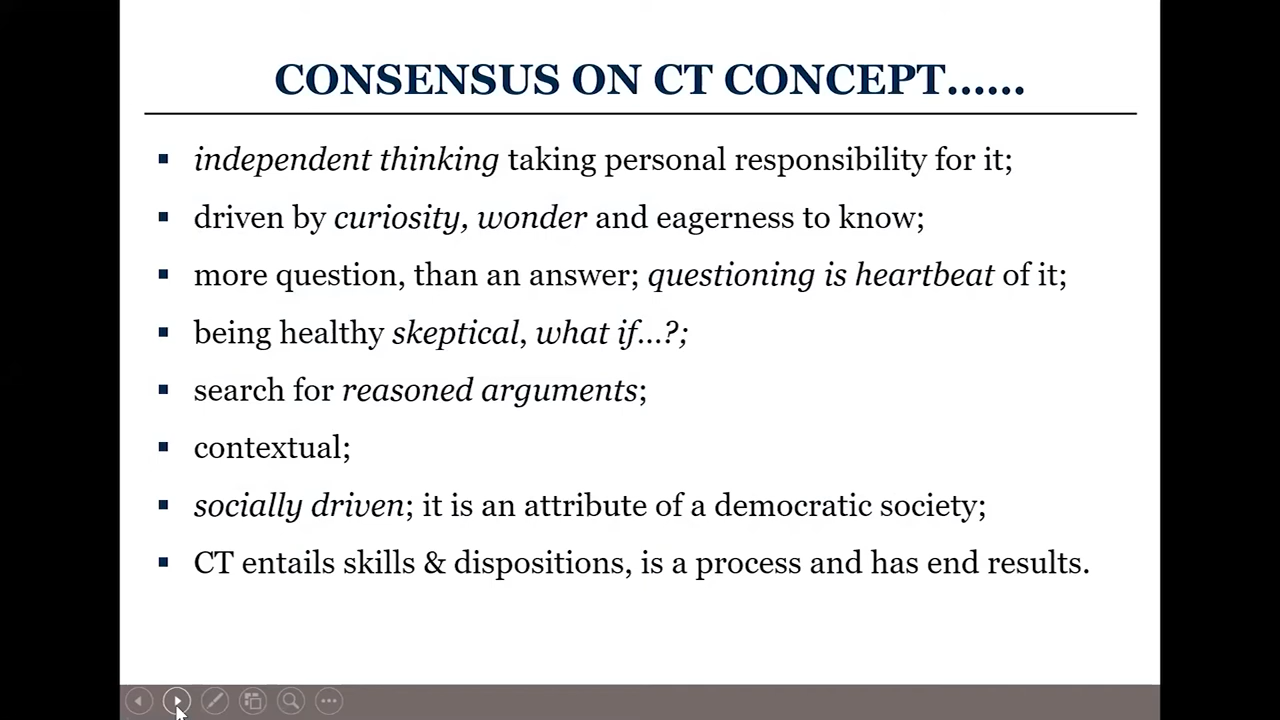 CONSENSUS ON CT CONCEPT......
▪ independent thinking taking personal responsibility for it;
▪ driven by curiosity, wonder and eagerness to know;
▪ more question, than an answer; questioning is heartbeat of it;
▪ being healthy skeptical, what if...?;
▪ search for reasoned arguments;
▪ contextual;
▪ socially driven; it is an attribute of a democratic society;
▪ CT entails skills & dispositions, is a process and has end results.